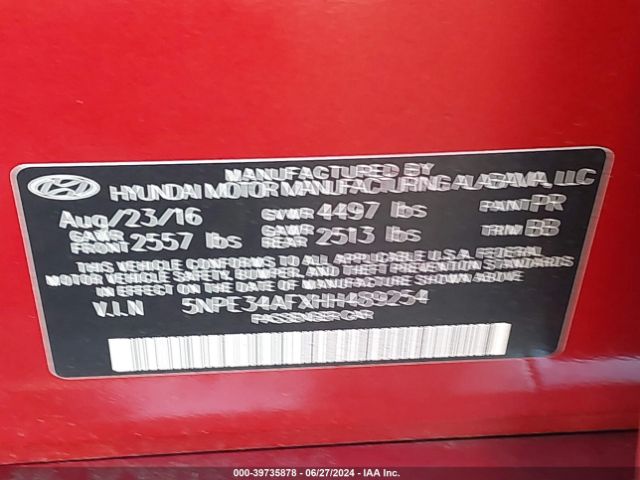 MANUFACTURED BY
HYUNDAI MOTOR MANUFACTURING ALABAMA, LLC
Aug/23/16 GVWR 4497 lbs PAINT PR
GAWR FRONT 2557 lbs GAWR REAR 2513 lbs TRIM BB
THIS VEHICLE CONFORMS TO ALL APPLICABLE U.S.A. FEDERAL
MOTOR VEHICLE SAFETY, BUMPER, AND THEFT PREVENTION STANDARDS
IN EFFECT ON THE DATE OF MANUFACTURE SHOWN ABOVE.
V.I.N 5NPE34AFXHH489254
PASSENGER CAR
© - 39735878 | 06/27/2024 | IAA Inc.